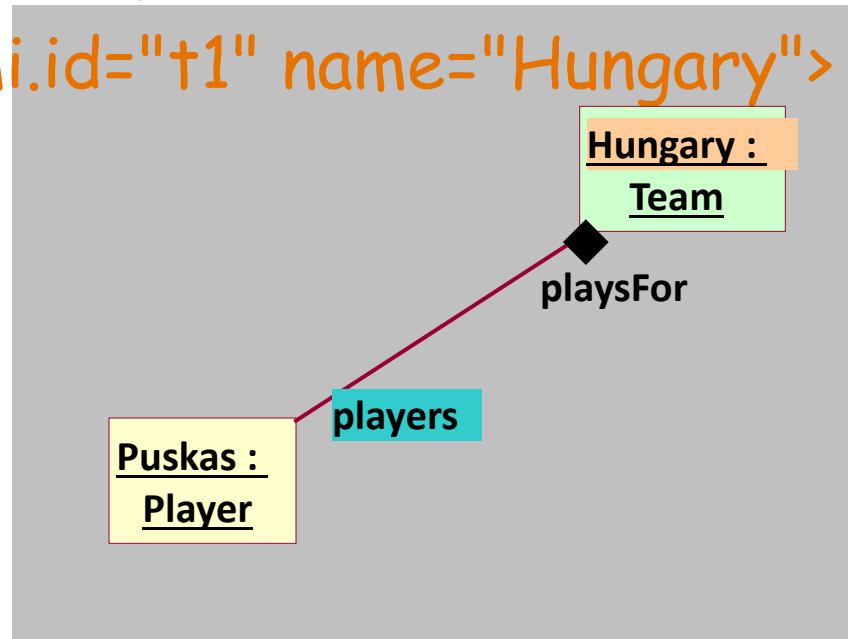 i.id="t1" name="Hungary">
Hungary :
Team
playsFor
players
Puskas :
Player